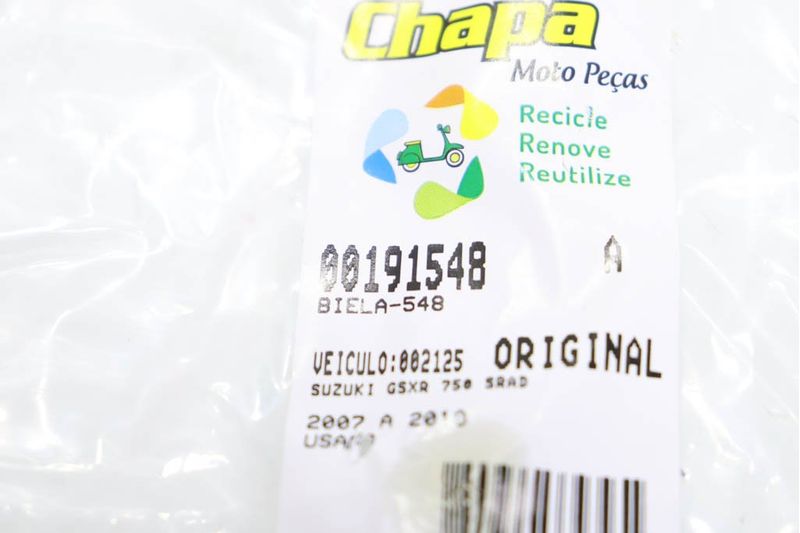 Chapa
Moto Peças
Recicle
Renove
Reutilize
00191548 A
BIELA-548
VEICULO:002125 ORIGINAL
SUZUKI GSXR 750 SRAD
2007 A